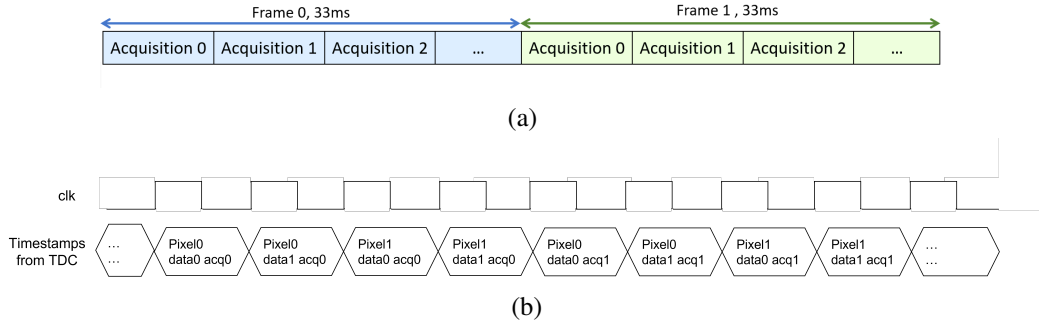 Frame 0, 33ms
Frame 1 , 33ms
Acquisition 0
Acquisition 1
Acquisition 2
...
Acquisition 0
Acquisition 1
Acquisition 2
...
(a)
clk
Timestamps
from TDC
...
...
Pixel0
data0 acq0
Pixel0
data1 acq0
Pixel1
data0 acq0
Pixel1
data1 acq0
Pixel0
data0 acq1
Pixel0
data1 acq1
Pixel1
data0 acq1
Pixel1
data1 acq1
...
...
(b)